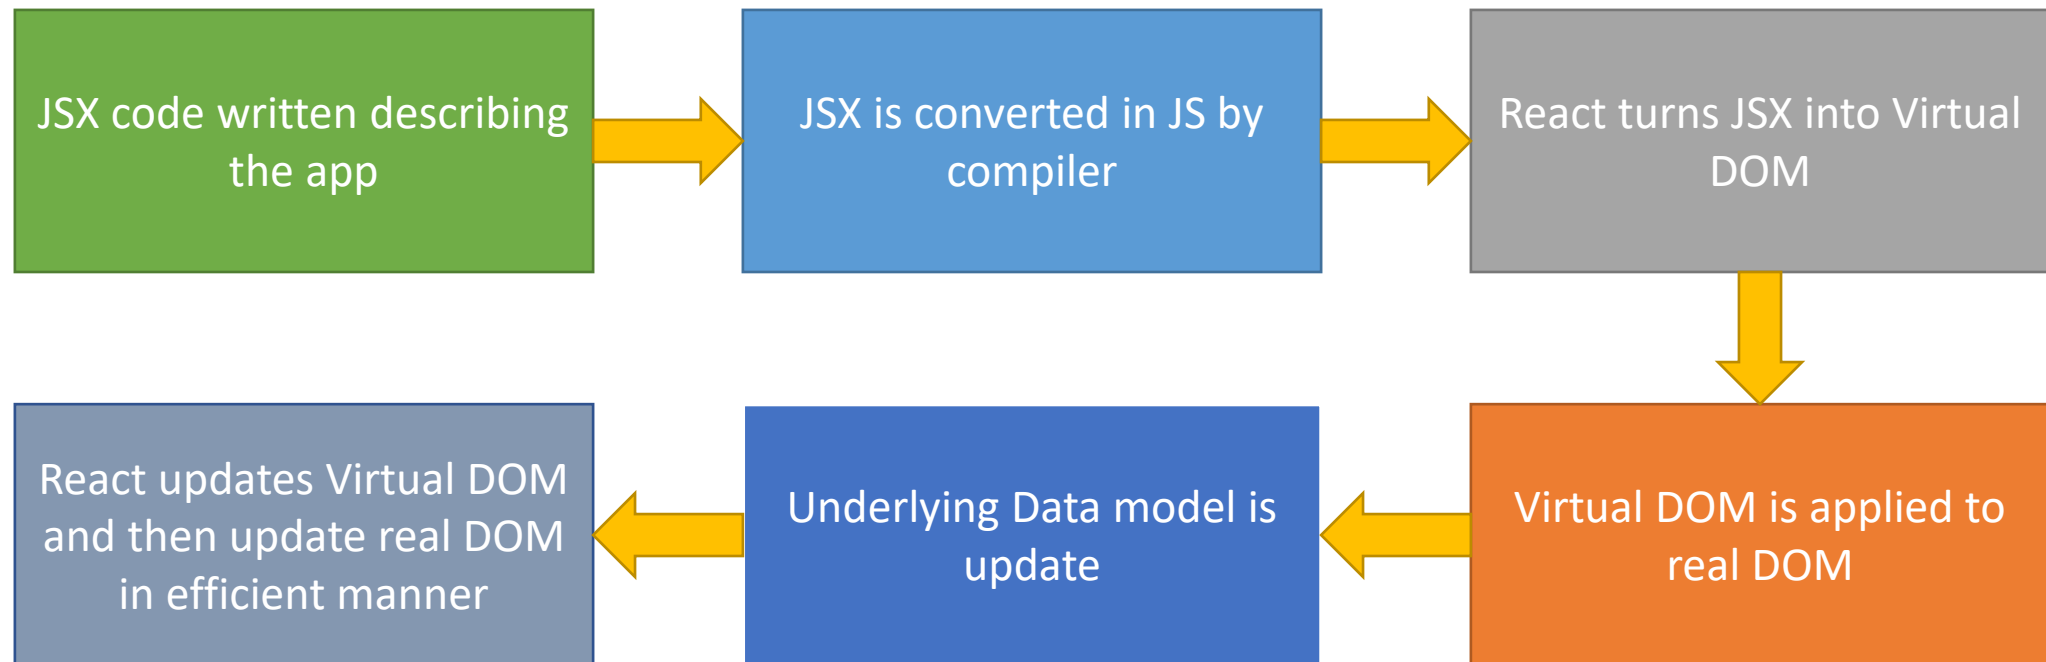 JSX code written describing
the app
JSX is converted in JS by
compiler
React turns JSX into Virtual
DOM
Virtual DOM is applied to
real DOM
Underlying Data model is
update
React updates Virtual DOM
and then update real DOM
in efficient manner